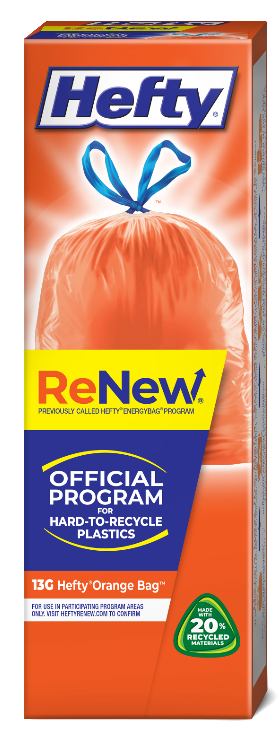 Hefty®
™
ReNew®
PREVIOUSLY CALLED HEFTY® ENERGYBAG® PROGRAM
OFFICIAL
PROGRAM
FOR
HARD-TO-RECYCLE
PLASTICS
13G Hefty® Orange Bag™
FOR USE IN PARTICIPATING PROGRAM AREAS
ONLY. VISIT HEFTYRENEW.COM TO CONFIRM
MADE
WITH
20%
RECYCLED
MATERIALS